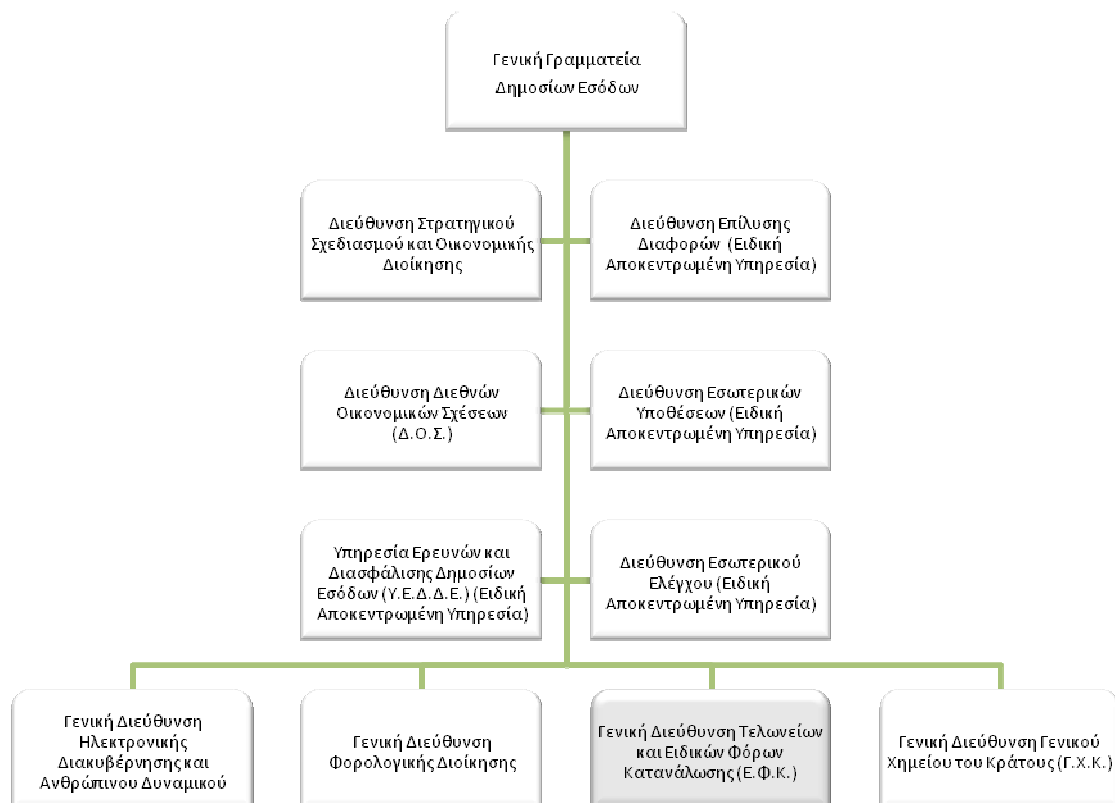 Γενική Γραμματεία
Δημοσίων Εσόδων
Διεύθυνση Στρατηγικού
Σχεδιασμού και Οικονομικής
Διοίκησης
Διεύθυνση Επίλυσης
Διαφορών (Ειδική
Αποκεντρωμένη Υπηρεσία)
Διεύθυνση Διεθνών
Οικονομικών Σχέσεων
(Δ.Ο.Σ.)
Διεύθυνση Εσωτερικών
Υποθέσεων (Ειδική
Αποκεντρωμένη Υπηρεσία)
Υπηρεσία Ερευνών και
Διασφάλισης Δημοσίων
Εσόδων (Υ.Ε.Δ.Δ.Ε.) (Ειδική
Αποκεντρωμένη Υπηρεσία)
Διεύθυνση Εσωτερικού
Ελέγχου (Ειδική
Αποκεντρωμένη Υπηρεσία)
Γενική Διεύθυνση
Ηλεκτρονικής
Διακυβέρνησης και
Ανθρώπινου Δυναμικού
Γενική Διεύθυνση
Φορολογικής Διοίκησης
Γενική Διεύθυνση Τελωνείων
και Ειδικών Φόρων
Κατανάλωσης (Ε.Φ.Κ.)
Γενική Διεύθυνση Γενικού
Χημείου του Κράτους (Γ.Χ.Κ.)